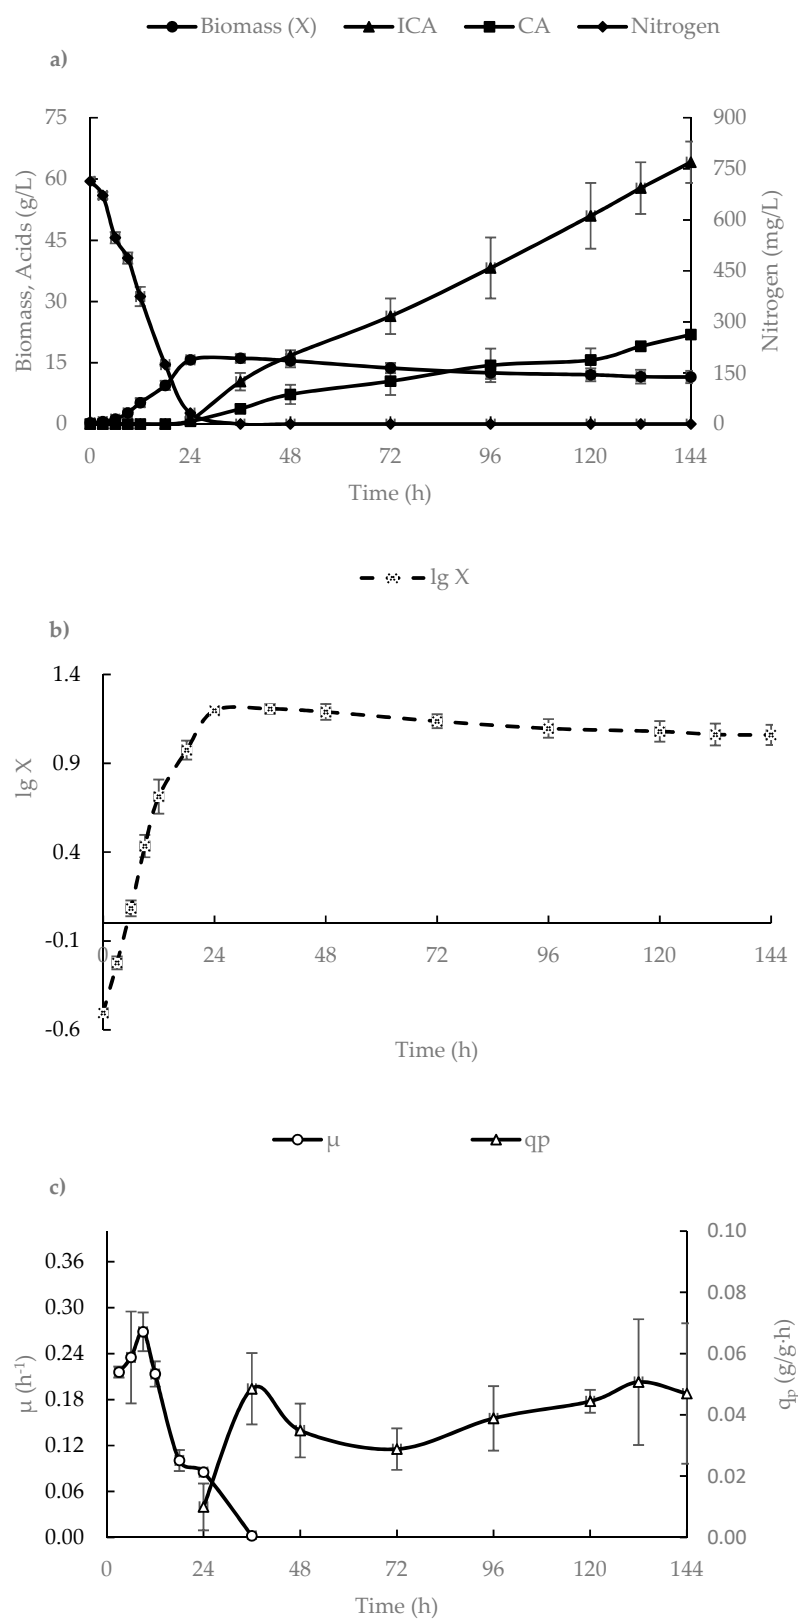 Biomass (X) ICA CA Nitrogen
a)
75 900
60 750
45 600
30 450
15 300
0 150
0
Biomass, Acids (g/L)
Nitrogen (mg/L)
0 24 48 72 96 120 144
Time (h)
lg X
b)
1.4
0.9
0.4
-0.1
-0.6
lg X
0 24 48 72 96 120 144
Time (h)
μ qp
c)
0.36 0.10
0.30 0.08
0.24 0.06
0.18 0.04
0.12 0.02
0.06 0.00
0.00
μ (h⁻¹)
qₚ (g/g·h)
0 24 48 72 96 120 144
Time (h)